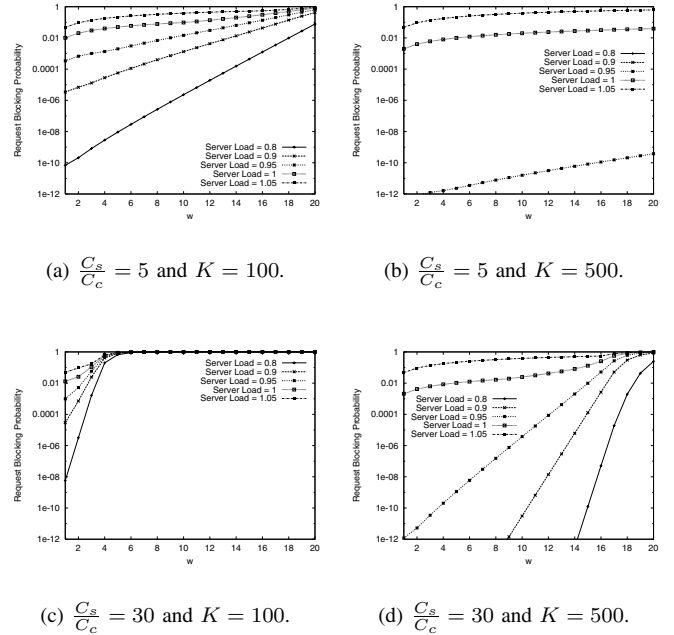 1
0.01
0.0001
1e-06
1e-08
1e-10
1e-12
Request Blocking Probability
2 4 6 8 10 12 14 16 18 20
w
Server Load = 0.8
Server Load = 0.9
Server Load = 0.95
Server Load = 1
Server Load = 1.05
(a) C_s/C_c = 5 and K = 100.
1
0.01
0.0001
1e-06
1e-08
1e-10
1e-12
Request Blocking Probability
2 4 6 8 10 12 14 16 18 20
w
Server Load = 0.8
Server Load = 0.9
Server Load = 0.95
Server Load = 1
Server Load = 1.05
(b) C_s/C_c = 5 and K = 500.
1
0.01
0.0001
1e-06
1e-08
1e-10
1e-12
Request Blocking Probability
2 4 6 8 10 12 14 16 18 20
w
Server Load = 0.8
Server Load = 0.9
Server Load = 0.95
Server Load = 1
Server Load = 1.05
(c) C_s/C_c = 30 and K = 100.
1
0.01
0.0001
1e-06
1e-08
1e-10
1e-12
Request Blocking Probability
2 4 6 8 10 12 14 16 18 20
w
Server Load = 0.8
Server Load = 0.9
Server Load = 0.95
Server Load = 1
Server Load = 1.05
(d) C_s/C_c = 30 and K = 500.